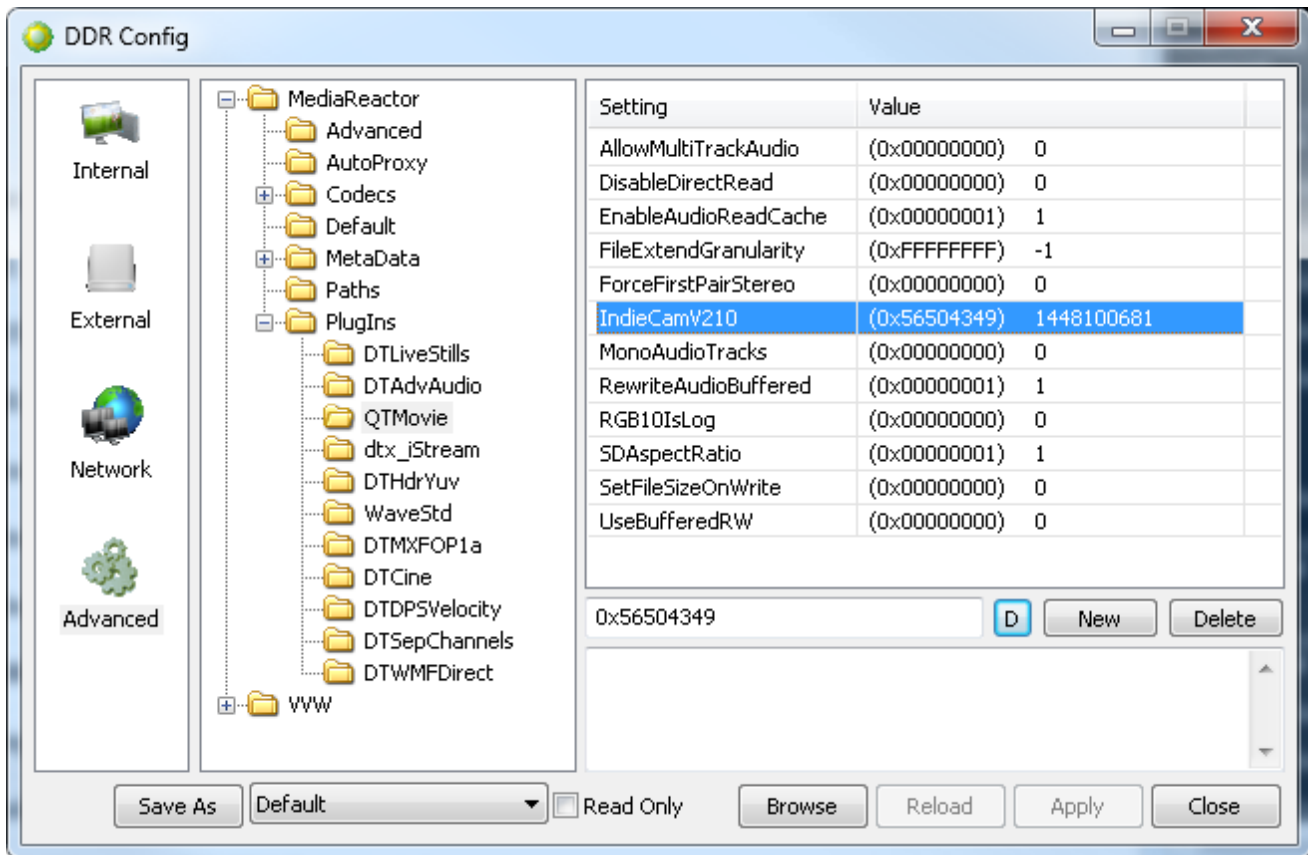 DDR Config
Internal
External
Network
Advanced
MediaReactor
Advanced
AutoProxy
Codecs
Default
MetaData
Paths
PlugIns
DTLiveStills
DTAdvAudio
QTMovie
dtx_iStream
DTHdrYuv
WaveStd
DTMXFOP1a
DTCine
DTDPSVelocity
DTSepChannels
DTWMFDirect
VVW
Setting Value
AllowMultiTrackAudio (0x00000000) 0
DisableDirectRead (0x00000000) 0
EnableAudioReadCache (0x00000001) 1
FileExtendGranularity (0xFFFFFFFF) -1
ForceFirstPairStereo (0x00000000) 0
IndieCamV210 (0x56504349) 1448100681
MonoAudioTracks (0x00000000) 0
RewriteAudioBuffered (0x00000001) 1
RGB10IsLog (0x00000000) 0
SDAspectRatio (0x00000001) 1
SetFileSizeOnWrite (0x00000000) 0
UseBufferedRW (0x00000000) 0
0x56504349 D New Delete
Save As Default Read Only Browse Reload Apply Close